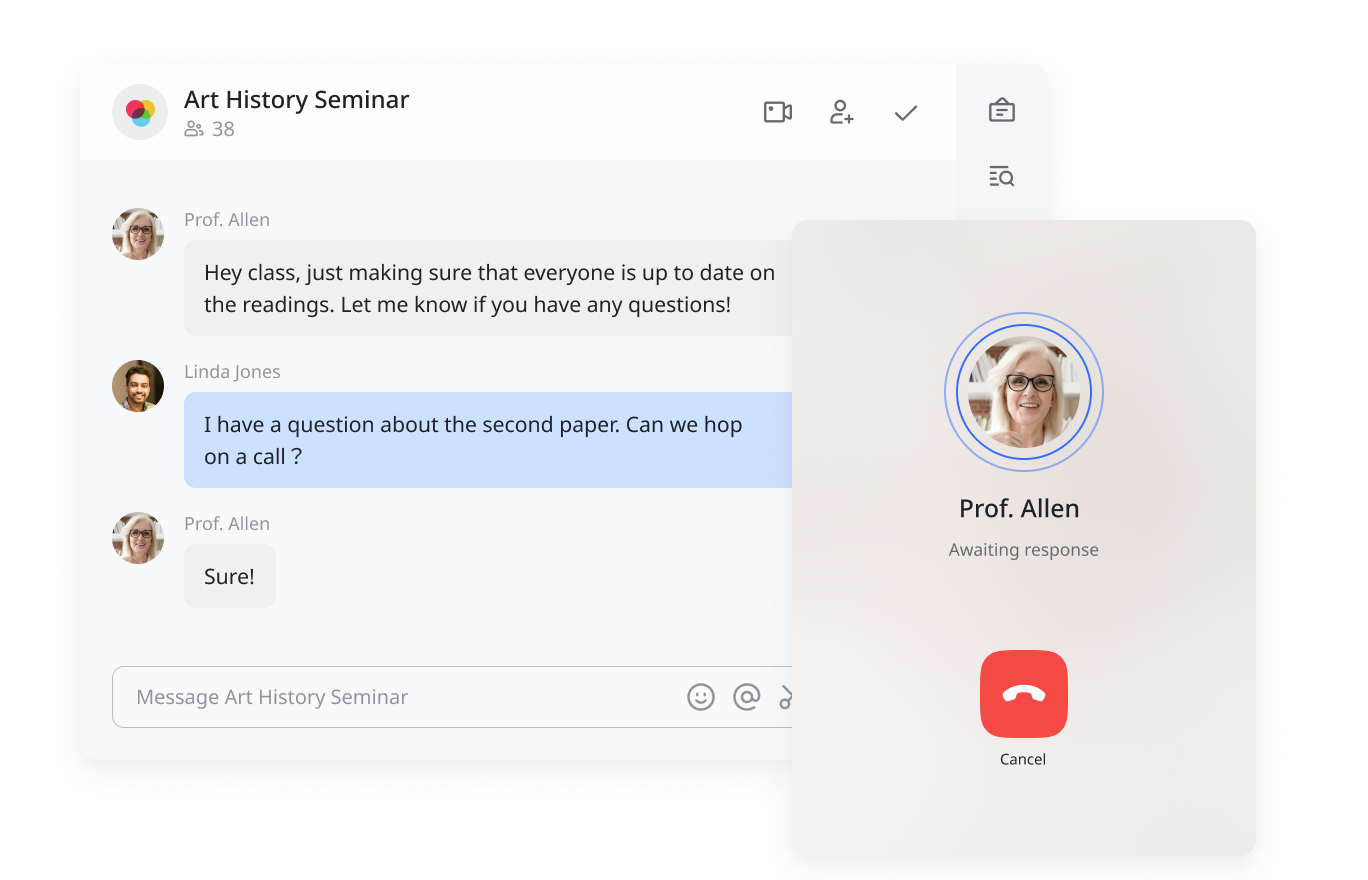 Art History Seminar
38
Prof. Allen
Hey class, just making sure that everyone is up to date on
the readings. Let me know if you have any questions!
Linda Jones
I have a question about the second paper. Can we hop
on a call ?
Prof. Allen
Sure!
Message Art History Seminar
Prof. Allen
Awaiting response
Cancel